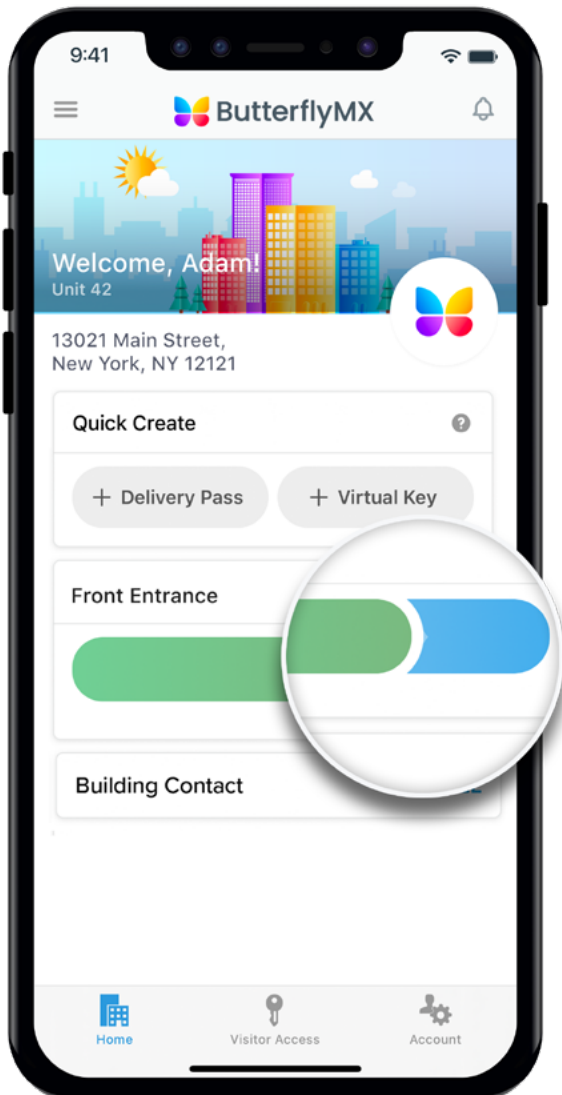 9:41
ButterflyMX
Welcome, Adam!
Unit 42
13021 Main Street,
New York, NY 12121
Quick Create
+ Delivery Pass
+ Virtual Key
Front Entrance
Building Contact
Home
Visitor Access
Account